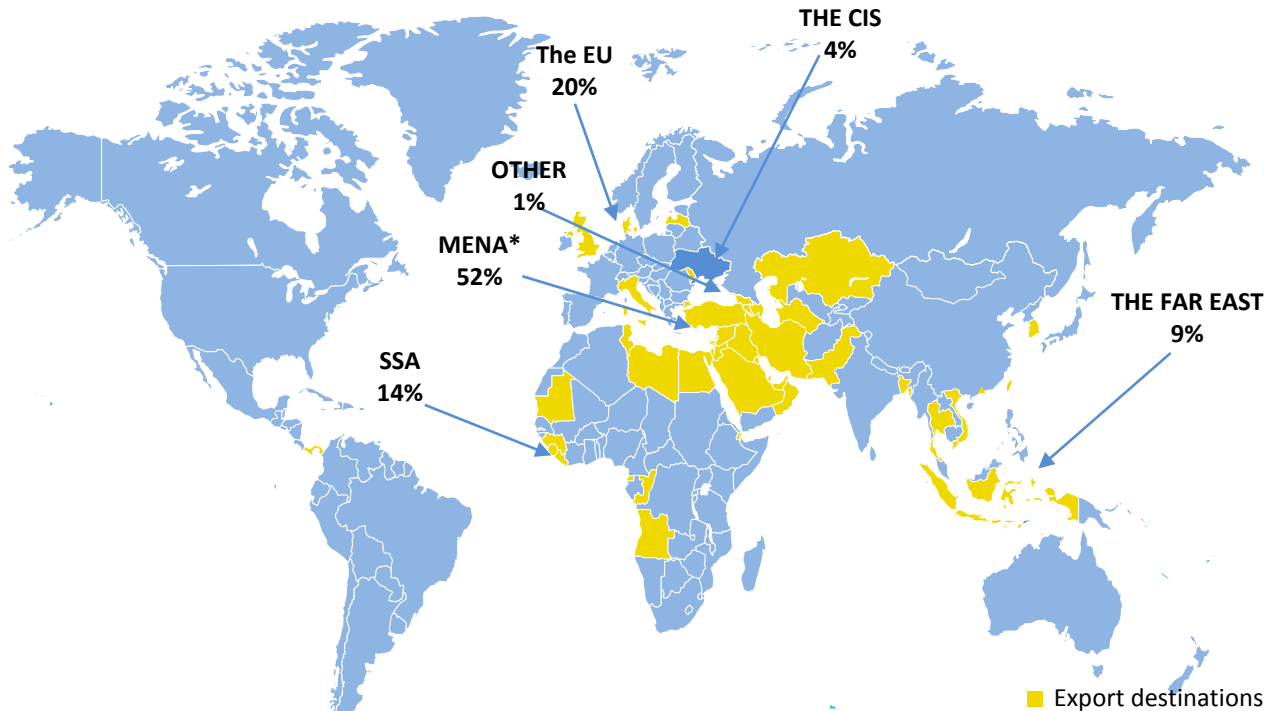 THE CIS
4%
The EU
20%
OTHER
1%
MENA*
52%
THE FAR EAST
9%
SSA
14%
Export destinations